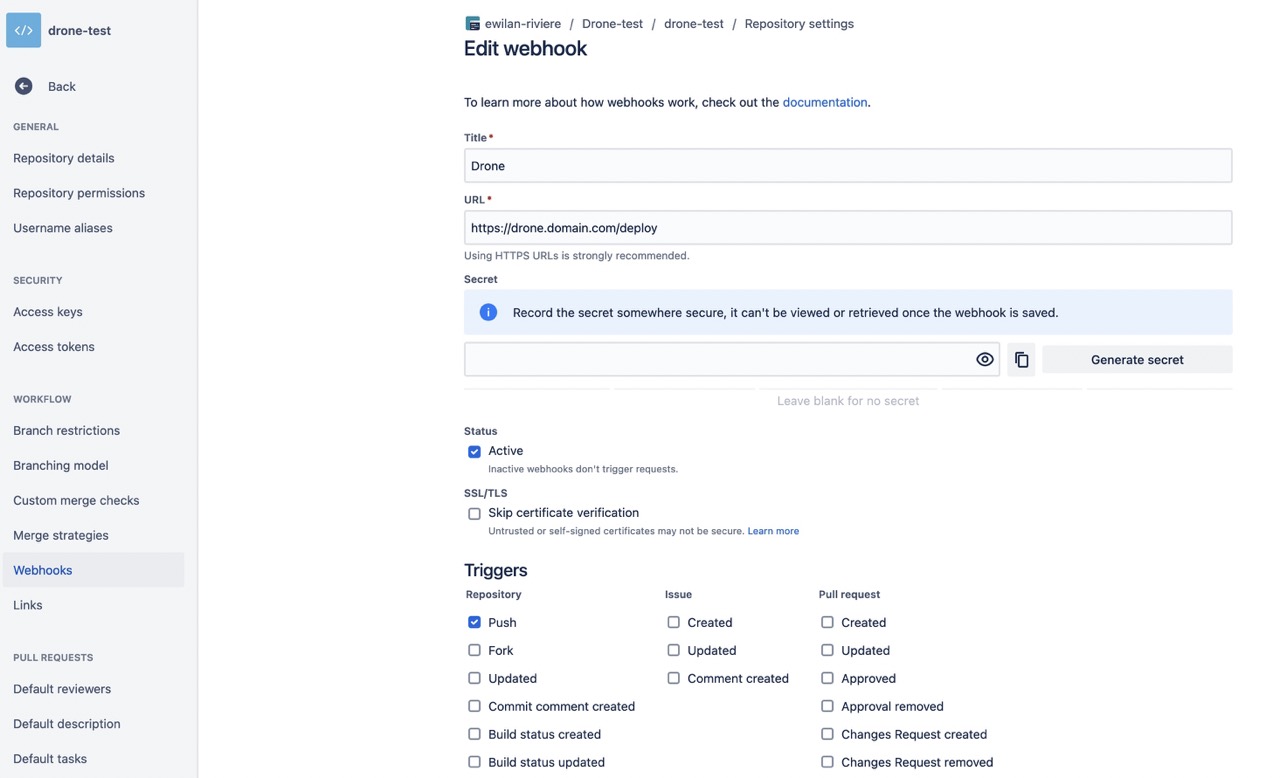 drone-test
Back
GENERAL
Repository details
Repository permissions
Username aliases
SECURITY
Access keys
Access tokens
WORKFLOW
Branch restrictions
Branching model
Custom merge checks
Merge strategies
Webhooks
Links
PULL REQUESTS
Default reviewers
Default description
Default tasks
ewilan-riviere / Drone-test / drone-test / Repository settings
Edit webhook
To learn more about how webhooks work, check out the documentation.
Title*
Drone
URL*
https://drone.domain.com/deploy
Using HTTPS URLs is strongly recommended.
Secret
Record the secret somewhere secure, it can't be viewed or retrieved once the webhook is saved.
Generate secret
Leave blank for no secret
Status
Active
Inactive webhooks don't trigger requests.
SSL/TLS
Skip certificate verification
Untrusted or self-signed certificates may not be secure. Learn more
Triggers
Repository
Push
Fork
Updated
Commit comment created
Build status created
Build status updated
Issue
Created
Updated
Comment created
Pull request
Created
Updated
Approved
Approval removed
Changes Request created
Changes Request removed